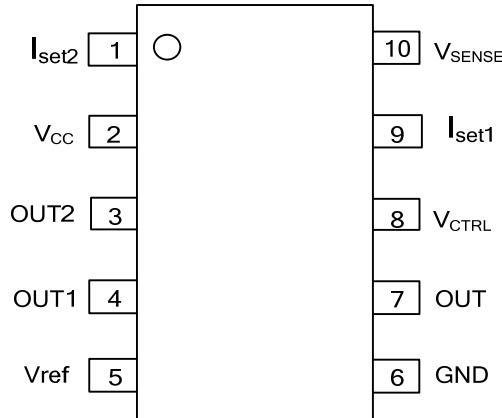 Iset2 1 10 VSENSE
VCC 2 9 Iset1
OUT2 3 8 VCTRL
OUT1 4 7 OUT
Vref 5 6 GND